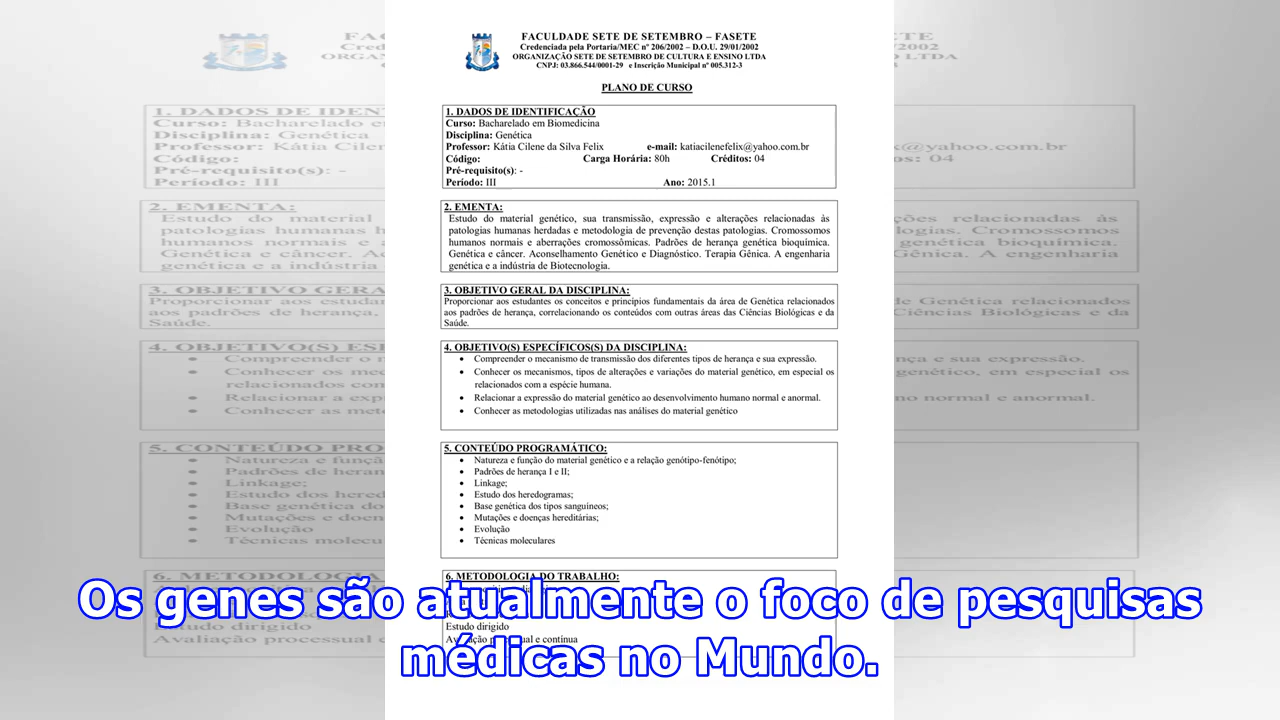 FACULDADE SETE DE SETEMBRO – FASETE
Credenciada pela Portaria/MEC nº 206/2002 – D.O.U. 29/01/2002
ORGANIZAÇÃO SETE DE SETEMBRO DE CULTURA E ENSINO LTDA
CNPJ: 03.866.544/0001-29 e Inscrição Municipal nº 005.312-3
PLANO DE CURSO
1. DADOS DE IDENTIFICAÇÃO
Curso: Bacharelado em Biomedicina
Disciplina: Genética
Professor: Kátia Cilene da Silva Felix e-mail: katiacilenefelix@yahoo.com.br
Código: Carga Horária: 80h Créditos: 04
Pré-requisito(s): -
Período: III Ano: 2015.1
2. EMENTA:
Estudo do material genético, sua transmissão, expressão e alterações relacionadas às
patologias humanas herdadas e metodologia de prevenção destas patologias. Cromossomos
humanos normais e aberrações cromossômicas. Padrões de herança genética bioquímica.
Genética e câncer. Aconselhamento Genético e Diagnóstico. Terapia Gênica. A engenharia
genética e a indústria de Biotecnologia.
3. OBJETIVO GERAL DA DISCIPLINA:
Proporcionar aos estudantes os conceitos e princípios fundamentais da área de Genética relacionados
aos padrões de herança, correlacionando os conteúdos com outras áreas das Ciências Biológicas e da
Saúde.
4. OBJETIVO(S) ESPECÍFICOS(S) DA DISCIPLINA:
• Compreender o mecanismo de transmissão dos diferentes tipos de herança e sua expressão.
• Conhecer os mecanismos, tipos de alterações e variações do material genético, em especial os
relacionados com a espécie humana.
• Relacionar a expressão do material genético ao desenvolvimento humano normal e anormal.
• Conhecer as metodologias utilizadas nas análises do material genético
5. CONTEÚDO PROGRAMÁTICO:
• Natureza e função do material genético e a relação genótipo-fenótipo;
• Padrões de herança I e II;
• Linkage;
• Estudo dos heredogramas;
• Base genética dos tipos sanguíneos;
• Mutações e doenças hereditárias;
• Evolução
• Técnicas moleculares
6. METODOLOGIA DO TRABALHO:
Os genes são atualmente o foco de pesquisas
Estudo dirigido
médicas no Mundo.